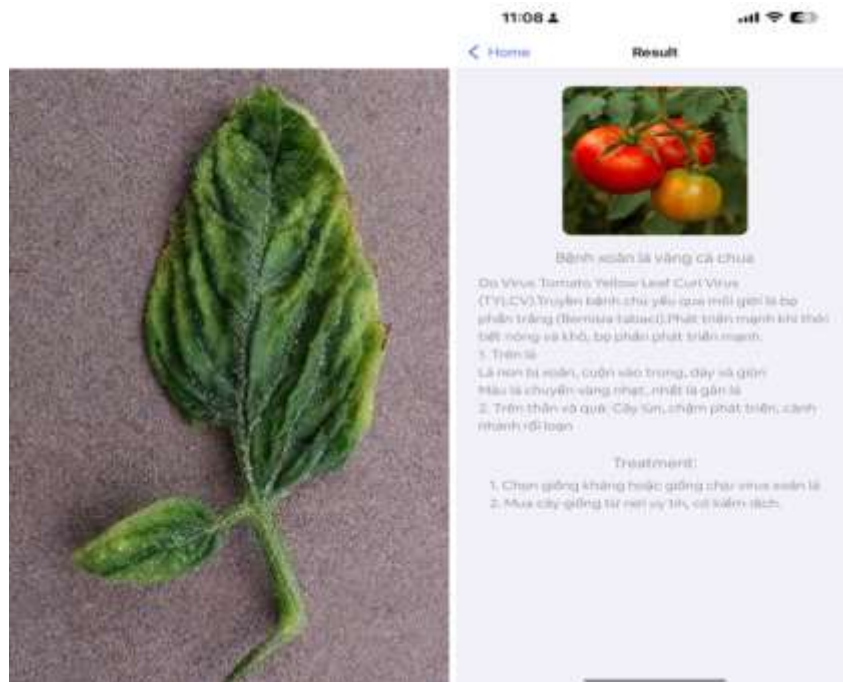 11:08
Home
Result
Bệnh xoăn lá vàng cà chua
Do Virus Tomato Yellow Leaf Curl Virus
(TYLCV).Truyền bệnh chủ yếu qua môi giới là bọ
phấn trắng (Bemisia tabaci).Phát triển mạnh khi thời
tiết nóng và khô, bọ phấn phát triển mạnh.
1. Trên lá
Lá non bị xoăn, cuộn vào trong, dày và giòn
Màu lá chuyển vàng nhạt, nhất là gân lá
2. Trên thân và quả: Cây lùn, chậm phát triển, cành
nhánh rối loạn
Treatment:
1. Chọn giống kháng hoặc giống chịu virus xoăn lá
2. Mua cây giống từ nơi uy tín, có kiểm dịch.